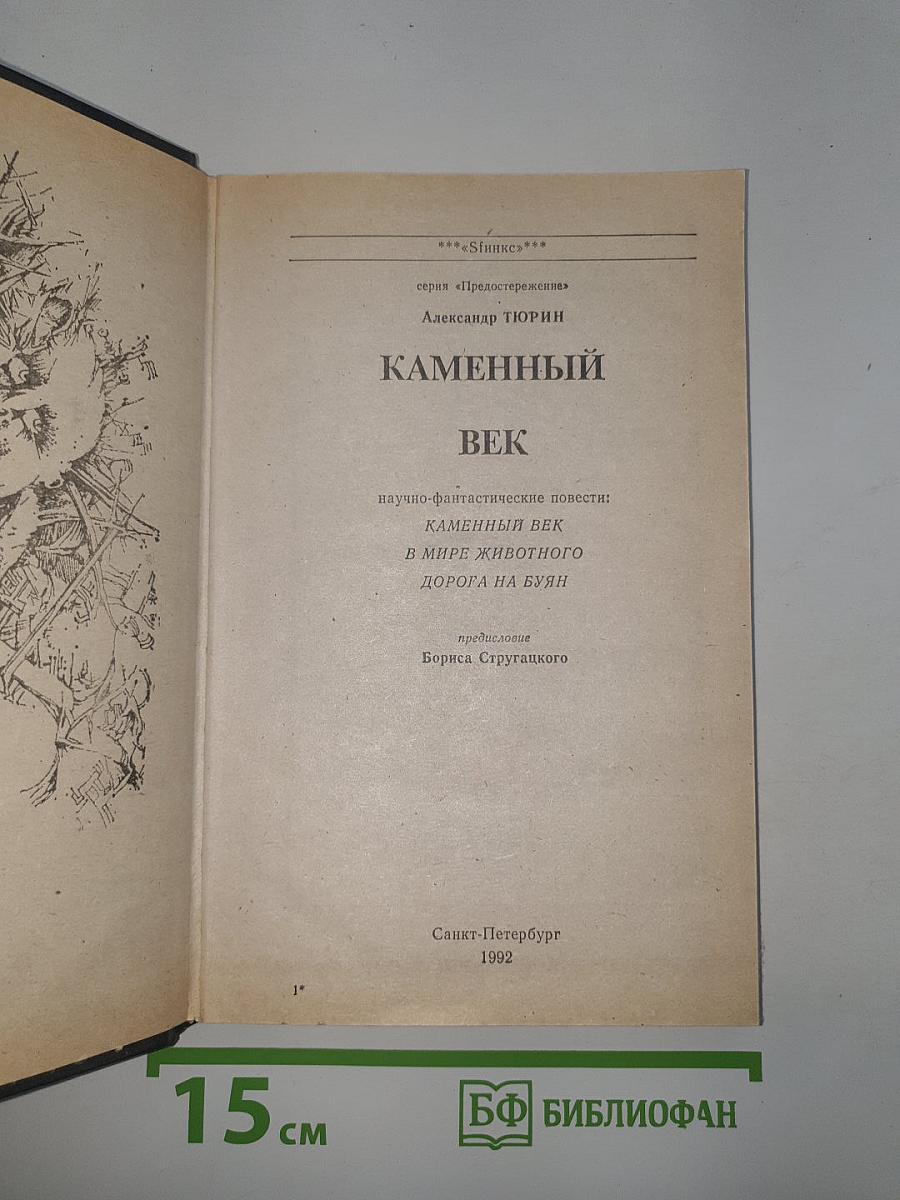 ***«Sfинкс»***
серия «Предостережение»
Александр ТЮРИН
КАМЕННЫЙ
ВЕК
научно-фантастические повести:
КАМЕННЫЙ ВЕК
В МИРЕ ЖИВОТНОГО
ДОРОГА НА БУЯН
предисловие
Бориса Стругацкого
Санкт-Петербург
1992
1*
15 см
БФ БИБЛИОФАН